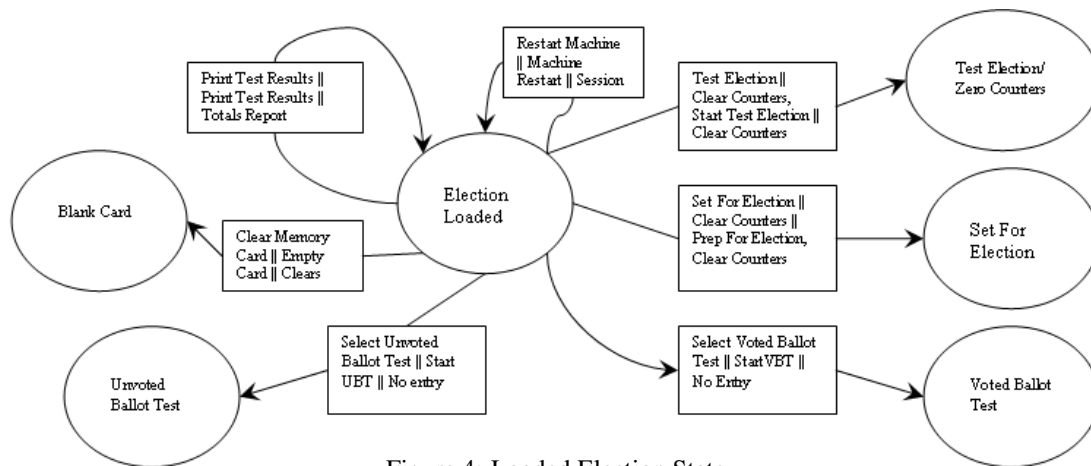 Print Test Results ||
Print Test Results ||
Totals Report
Restart Machine
|| Machine
Restart || Session
Test Election ||
Clear Counters,
Start Test Election ||
Clear Counters
Test Election/
Zero Counters
Blank Card
Clear Memory
Card || Empty
Card || Clears
Election
Loaded
Set For Election ||
Clear Counters ||
Prep For Election,
Clear Counters
Set For
Election
Unvoted
Ballot Test
Select Unvoted
Ballot Test || Start
UBT || No entry
Select Voted Ballot
Test || StartVBT ||
No Entry
Voted Ballot
Test
Figure 4: Loaded Election State